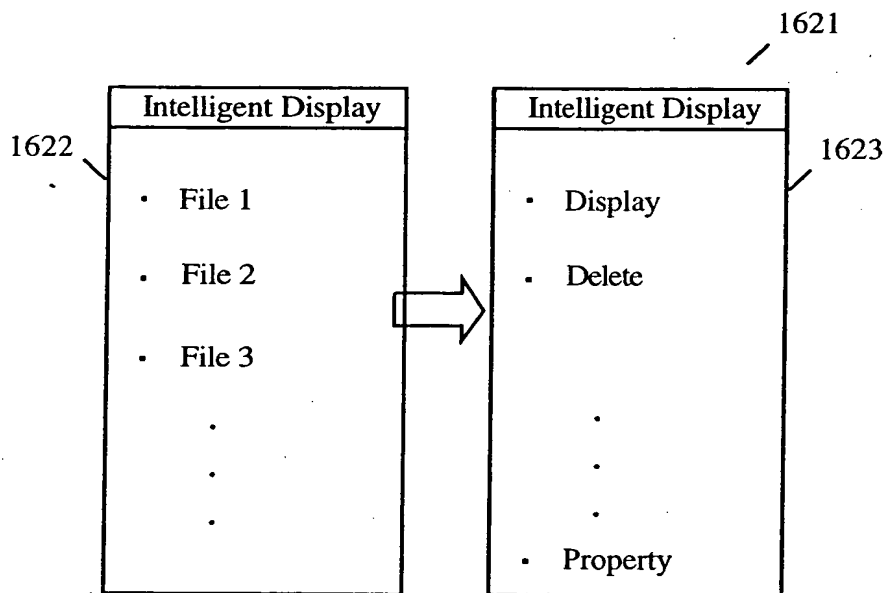 1621
Intelligent Display
Intelligent Display
1622
1623
· File 1
· File 2
· File 3
· Display
· Delete
· Property